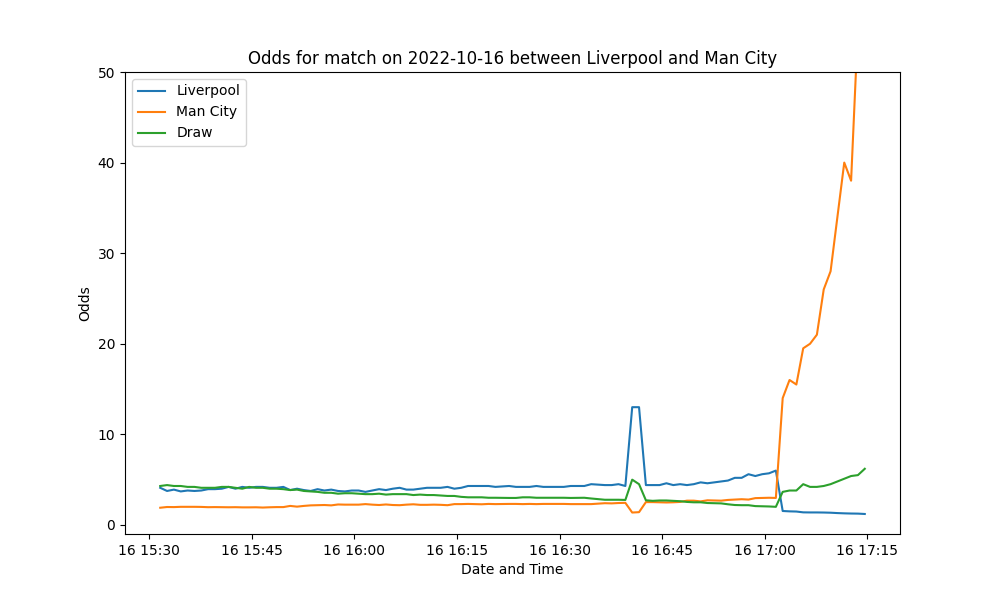 Odds for match on 2022-10-16 between Liverpool and Man City
50
40
30
20
10
0
Odds
Liverpool
Man City
Draw
16 15:30 16 15:45 16 16:00 16 16:15 16 16:30 16 16:45 16 17:00 16 17:15
Date and Time